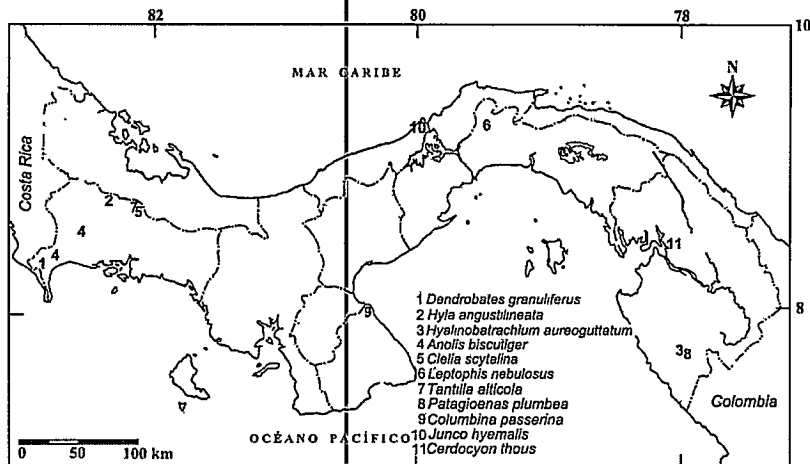 82
80
78
10
MAR CARIBE
N
10
6
Costa Rica
2
5
4
1
4
11
9
8
1 Dendrobates granuliferus
2 Hyla angustilineata
3 Hyalinobatrachium aureoguttatum
4 Anolis biscutiger
5 Clelia scytalina
6 Leptophis nebulosus
7 Tantilla alticola
8 Patagioenas plumbea
9 Columbina passerina
10 Junco hyemalis
11 Cerdocyon thous
3
8
Colombia
OCÉANO PACÍFICO
0 50 100 km
78